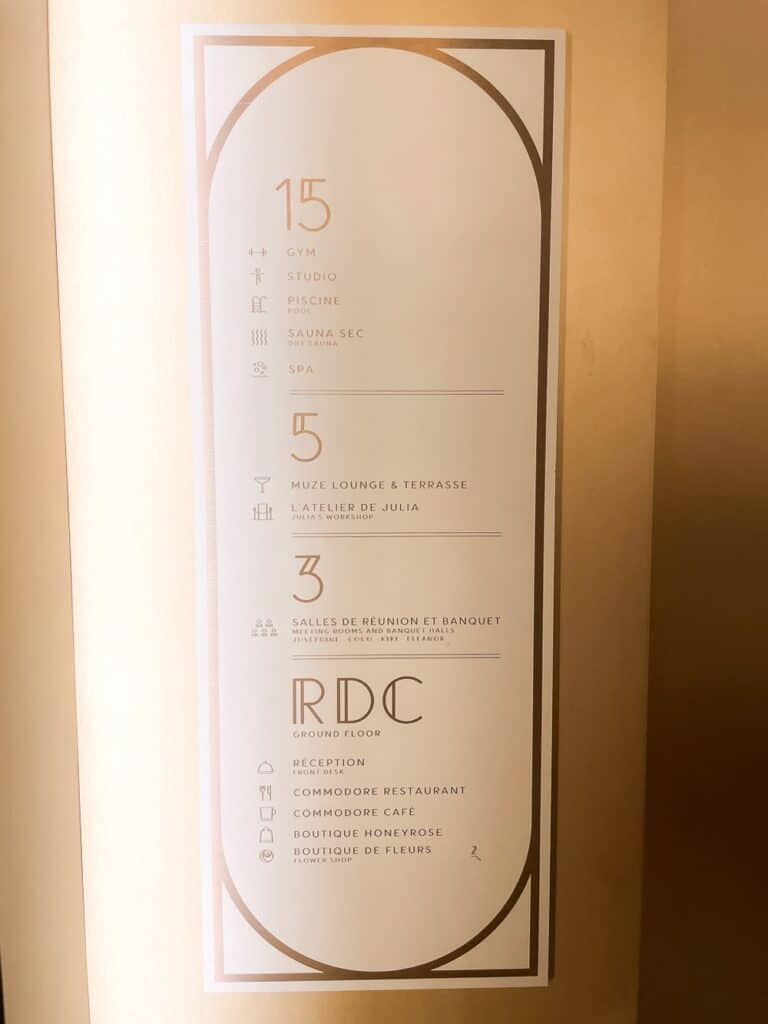 15
GYM
STUDIO
PISCINE
POOL
SAUNA SEC
DRY SAUNA
SPA
5
MUZE LOUNGE & TERRASSE
L'ATELIER DE JULIA
JULIA'S WORKSHOP
3
SALLES DE RÉUNION ET BANQUET
MEETING ROOMS AND BANQUET HALLS
JOSÉPHINE · COCO · KIKI · ELEANOR
RDC
GROUND FLOOR
RÉCEPTION
FRONT DESK
COMMODORE RESTAURANT
COMMODORE CAFÉ
BOUTIQUE HONEYROSE
BOUTIQUE DE FLEURS
FLOWER SHOP